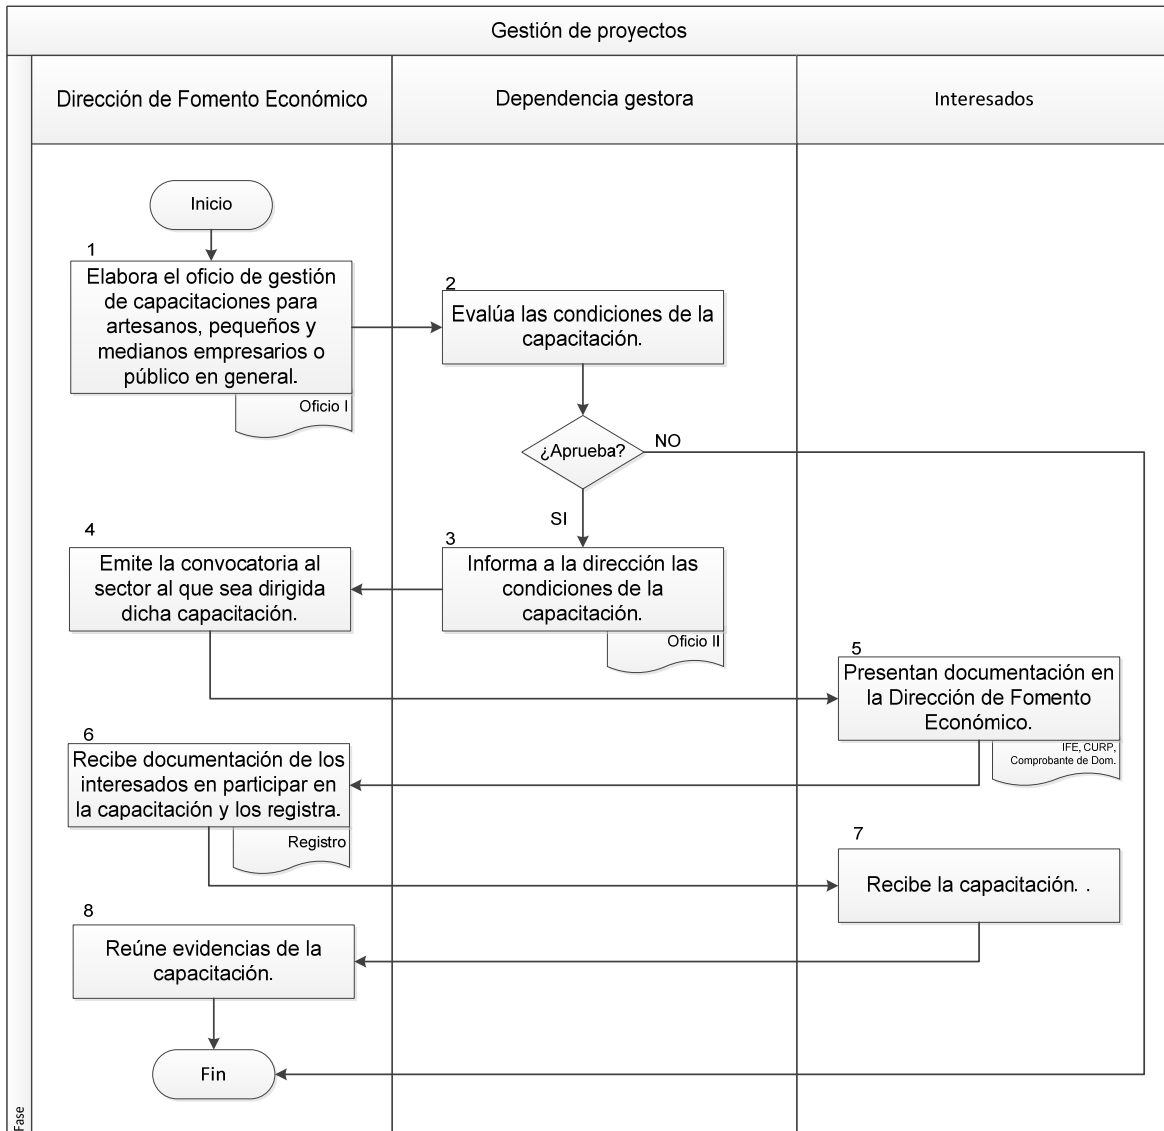 Gestión de proyectos
Dirección de Fomento Económico
Dependencia gestora
Interesados
Inicio
1
Elabora el oficio de gestión
de capacitaciones para
artesanos, pequeños y
medianos empresarios o
público en general.
Oficio I
2
Evalúa las condiciones de la
capacitación.
¿Aprueba?
NO
SI
3
Informa a la dirección las
condiciones de la
capacitación.
Oficio II
4
Emite la convocatoria al
sector al que sea dirigida
dicha capacitación.
5
Presentan documentación en
la Dirección de Fomento
Económico.
IFE, CURP,
Comprobante de Dom.
6
Recibe documentación de los
interesados en participar en
la capacitación y los registra.
Registro
7
Recibe la capacitación. .
8
Reúne evidencias de la
capacitación.
Fin
Fase